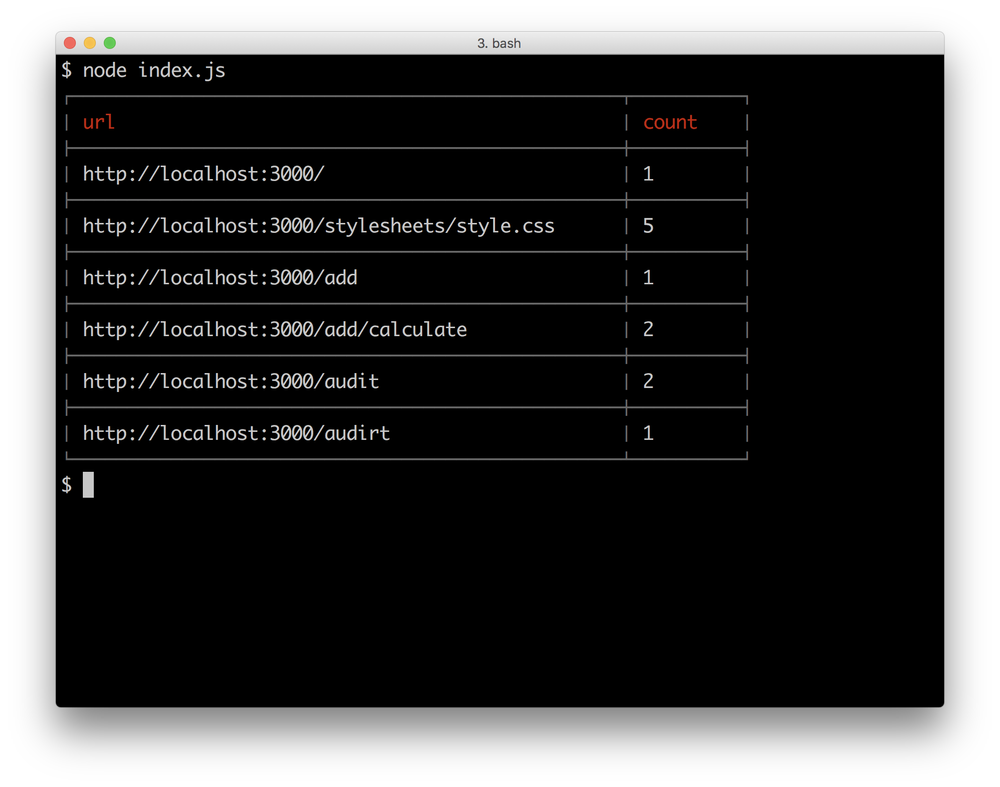 3. bash
$ node index.js
url count
http://localhost:3000/ 1
http://localhost:3000/stylesheets/style.css 5
http://localhost:3000/add 1
http://localhost:3000/add/calculate 2
http://localhost:3000/audit 2
http://localhost:3000/audirt 1
$